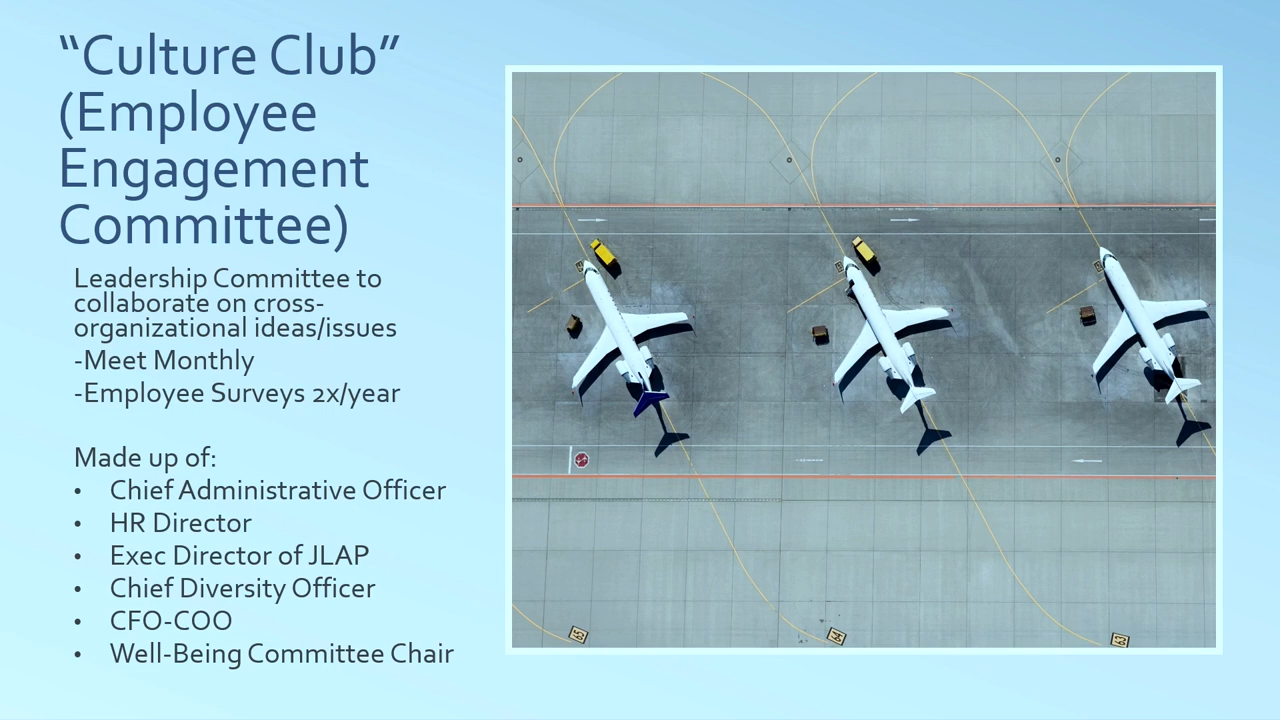 “Culture Club”
(Employee
Engagement
Committee)
Leadership Committee to
collaborate on cross-
organizational ideas/issues
-Meet Monthly
-Employee Surveys 2x/year
Made up of:
• Chief Administrative Officer
• HR Director
• Exec Director of JLAP
• Chief Diversity Officer
• CFO-COO
• Well-Being Committee Chair